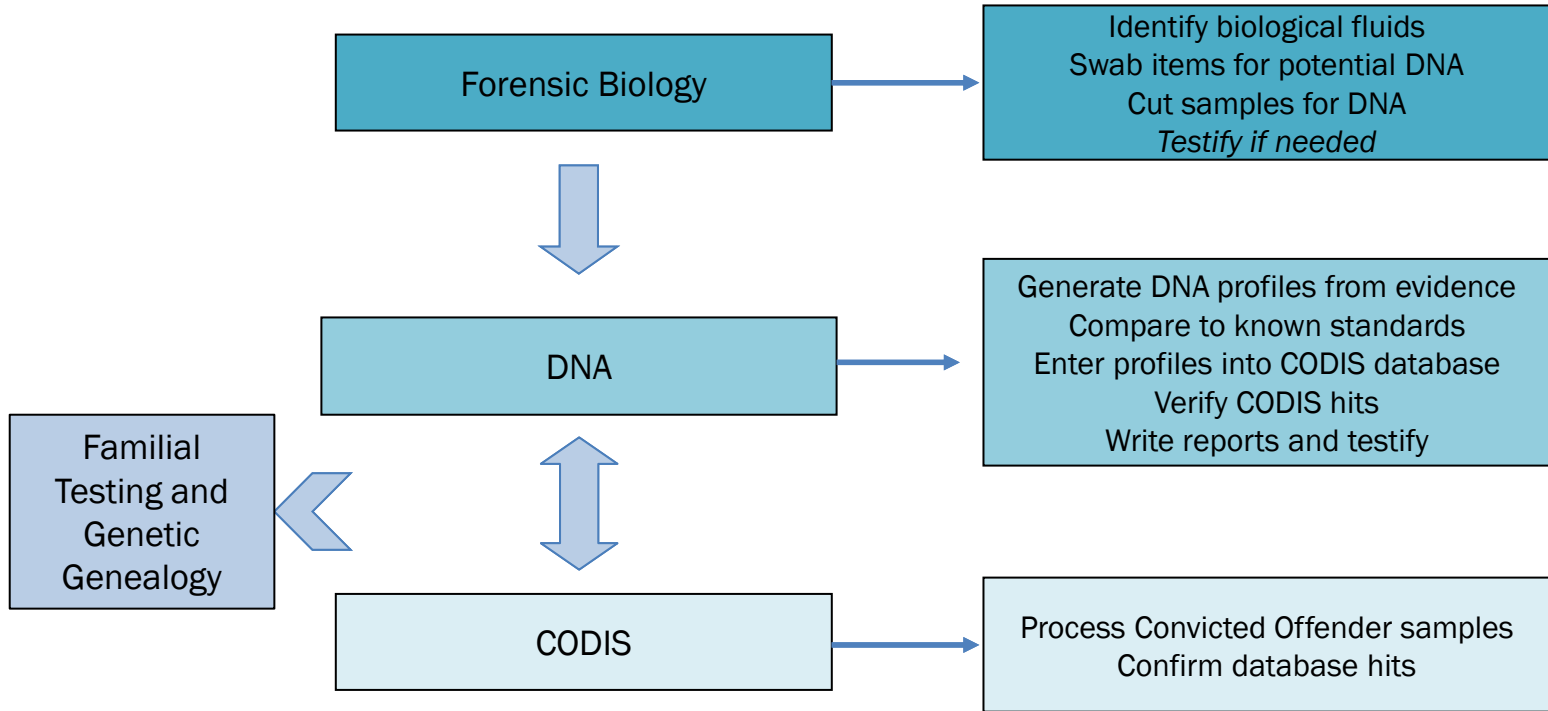 Forensic Biology
Identify biological fluids
Swab items for potential DNA
Cut samples for DNA
Testify if needed
DNA
Generate DNA profiles from evidence
Compare to known standards
Enter profiles into CODIS database
Verify CODIS hits
Write reports and testify
Familial
Testing and
Genetic
Genealogy
CODIS
Process Convicted Offender samples
Confirm database hits